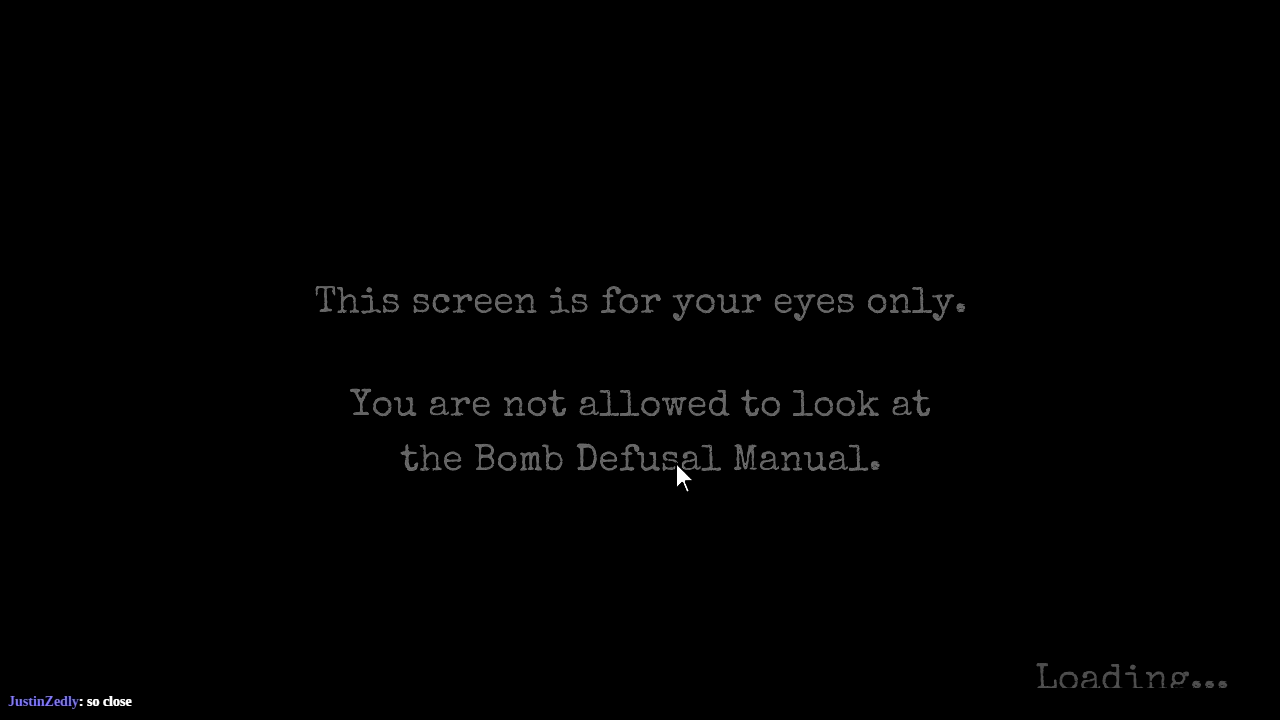 This screen is for your eyes only.
You are not allowed to look at
the Bomb Defusal Manual.
Loading...
JustinZedly: so close